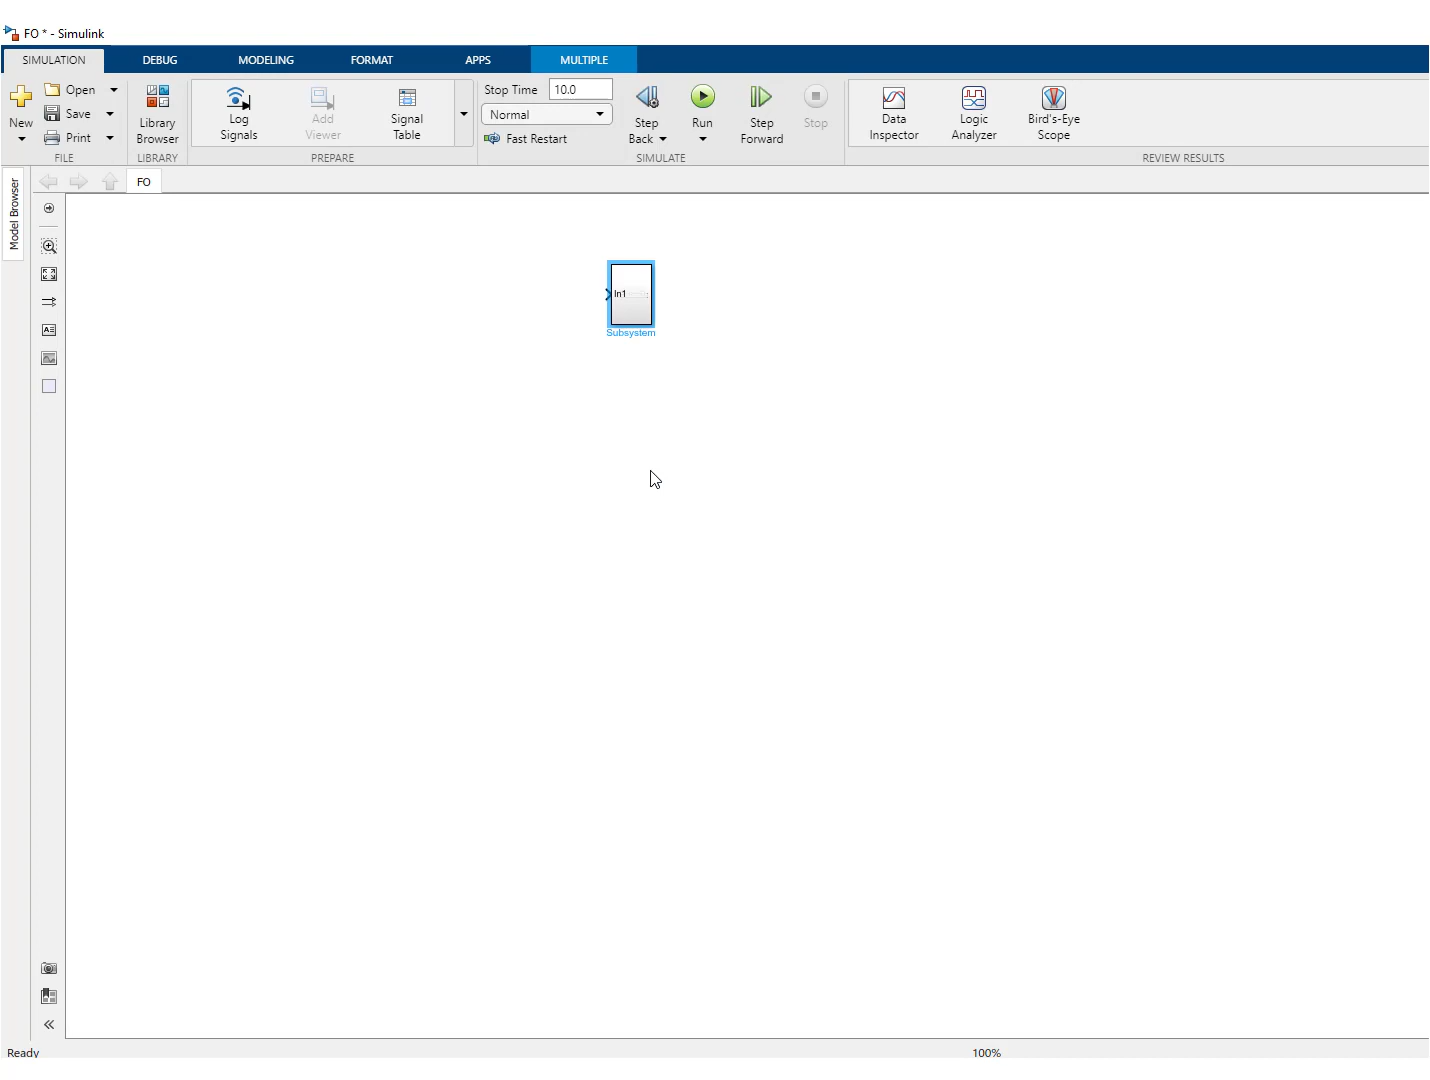 FO * - Simulink
SIMULATION DEBUG MODELING FORMAT APPS MULTIPLE
New
Open
Save
Print
FILE
Library
Browser
LIBRARY
Log
Signals
Add
Viewer
Signal
Table
PREPARE
Stop Time 10.0
Normal
Fast Restart
Step
Back
Run
Step
Forward
Stop
SIMULATE
Data
Inspector
Logic
Analyzer
Bird's-Eye
Scope
REVIEW RESULTS
Model Browser
FO
In1
Subsystem
Ready 100%